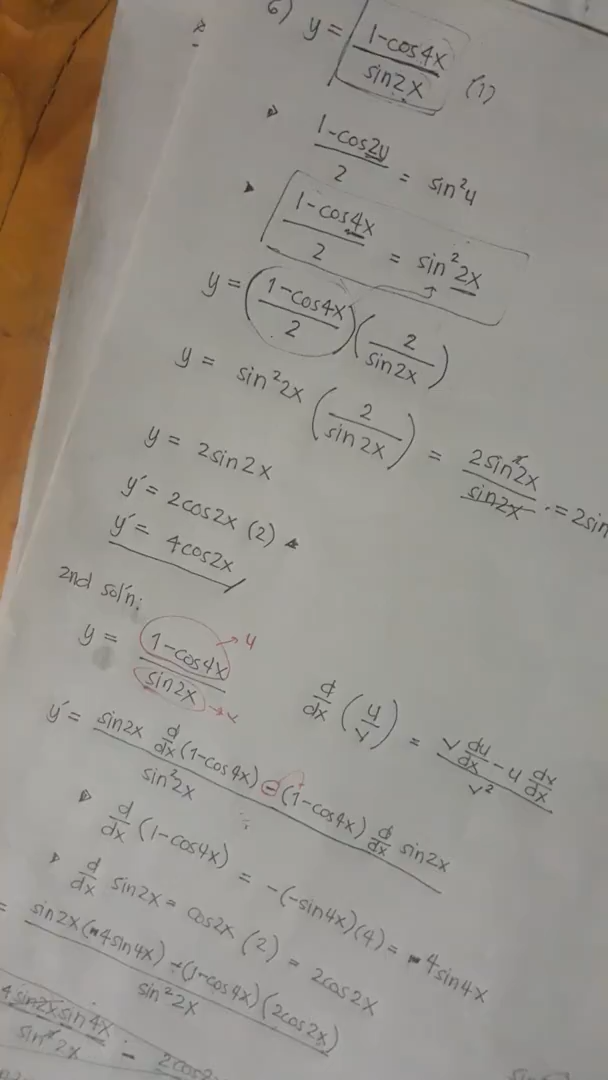 6) y = (1-cos4x)/(sin2x) (1)
(1-cos2u)/2 = sin²u
(1-cos4x)/2 = sin²2x
y = ((1-cos4x)/2)(2/(sin2x))
y = sin²2x (2/(sin2x)) = (2sin²2x)/(sin2x) = 2sin
y = 2sin2x
y' = 2cos2x (2)
y' = 4cos2x
2nd sol'n:
y = (1-cos4x)/(sin2x) → u → v
d/dx (u/v) = (v du/dx - u dx/dx)/v²
y' = (sin2x d/dx (1-cos4x) - (1-cos4x) d/dx sin2x)/(sin²2x)
d/dx (1-cos4x) = -(-sin4x)(4) = -4sin4x
d/dx sin2x = cos2x (2) = 2cos2x
= (sin2x(-4sin4x) - (1-cos4x)(2cos2x))/(sin²2x)
(4sin2xsin4x)/(sin²2x) - 2cos2